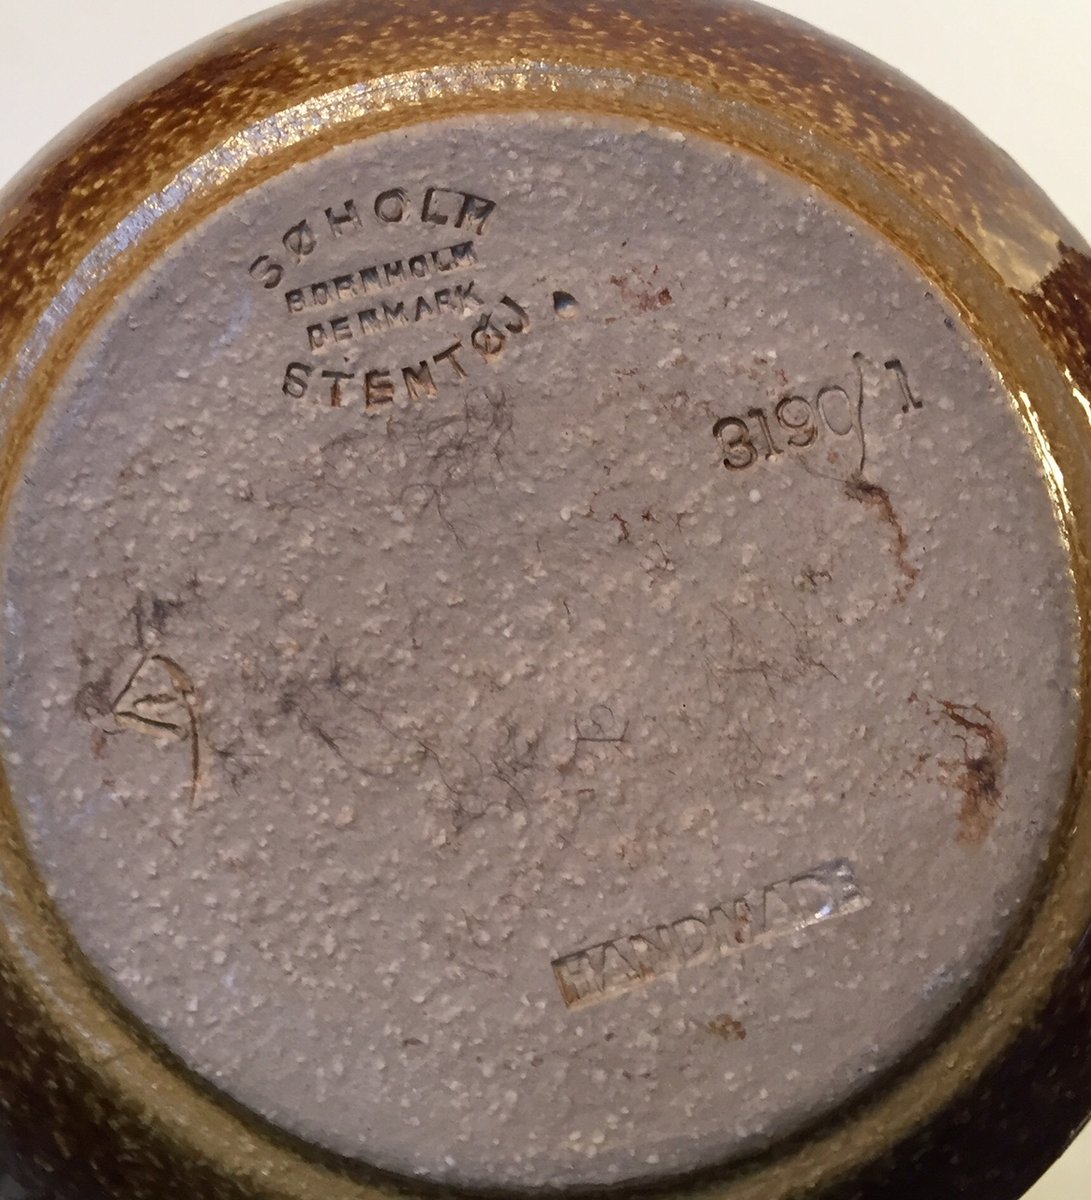 SØHOLM
BORNHOLM
DENMARK
STENTØJ
3190/1
HANDMADE